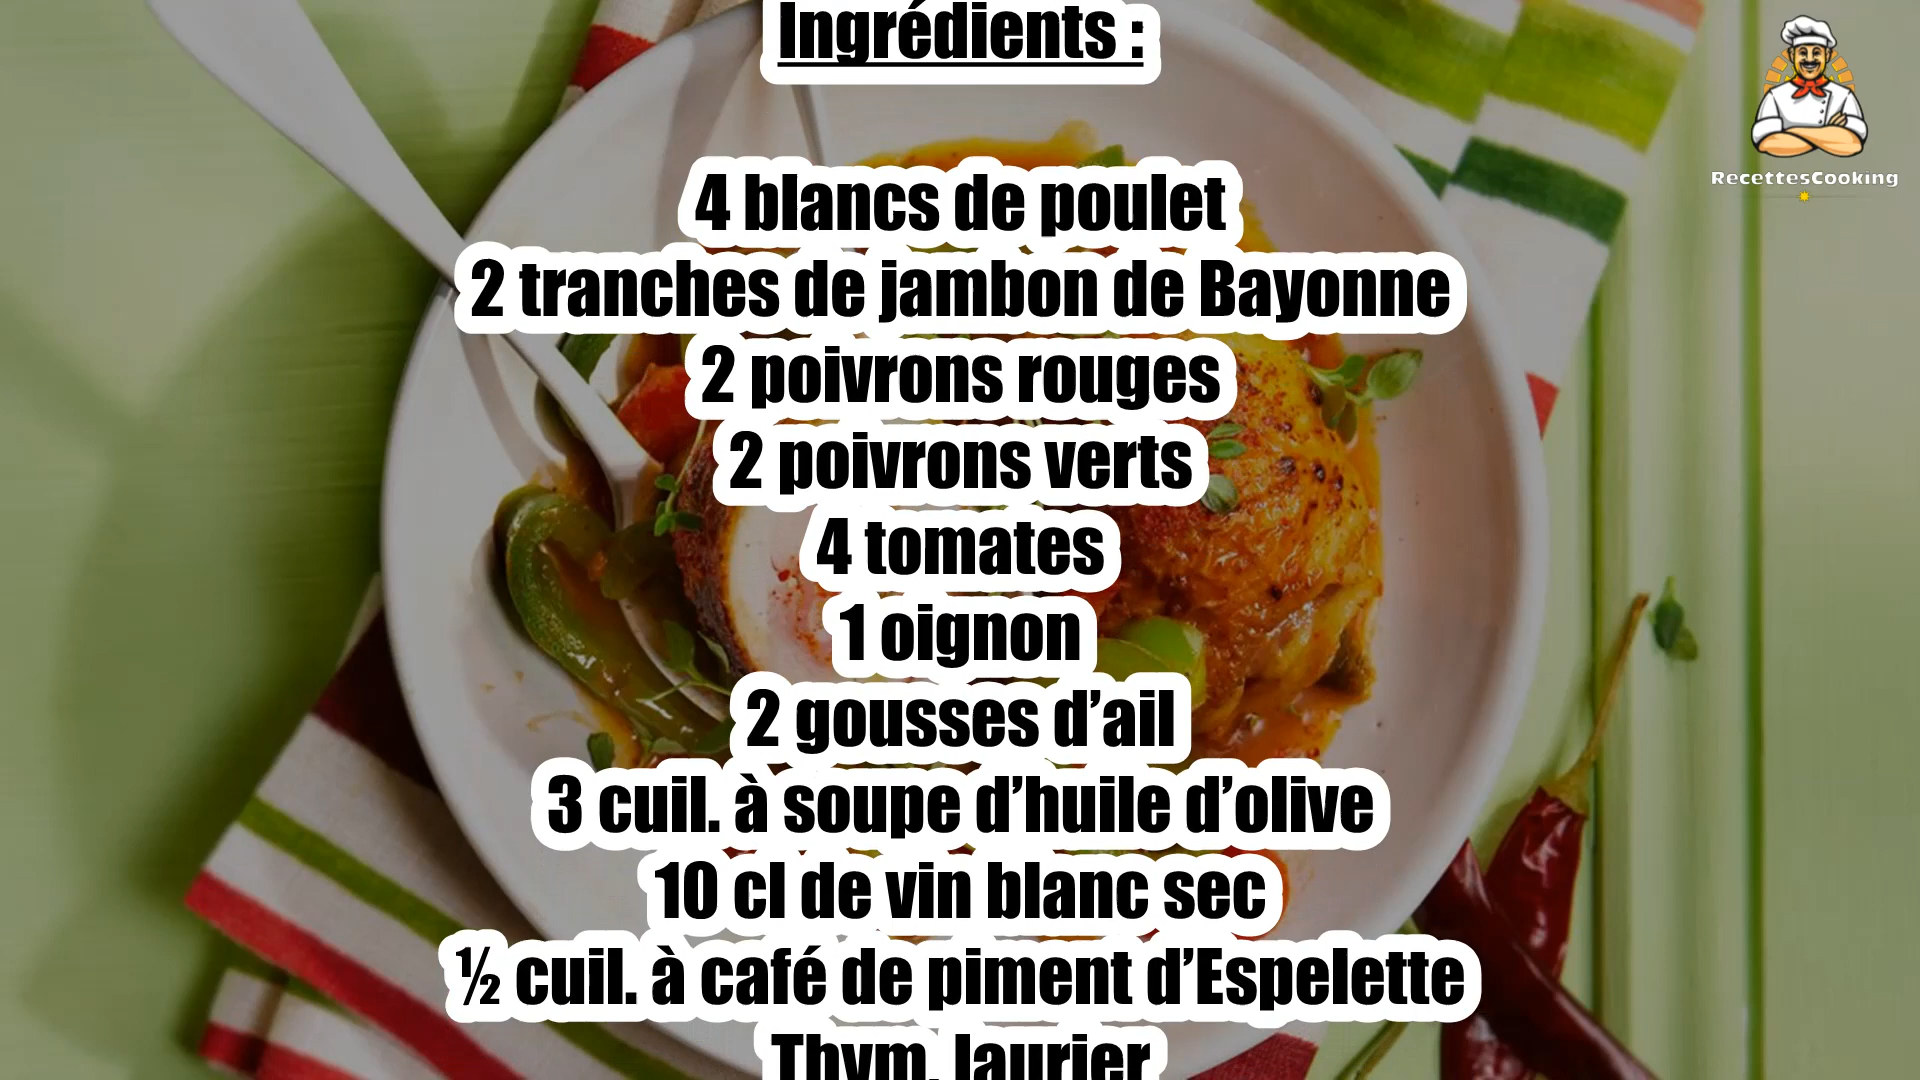 Ingrédients :
RecettesCooking
4 blancs de poulet
2 tranches de jambon de Bayonne
2 poivrons rouges
2 poivrons verts
4 tomates
1 oignon
2 gousses d’ail
3 cuil. à soupe d’huile d’olive
10 cl de vin blanc sec
½ cuil. à café de piment d’Espelette
Thym, laurier